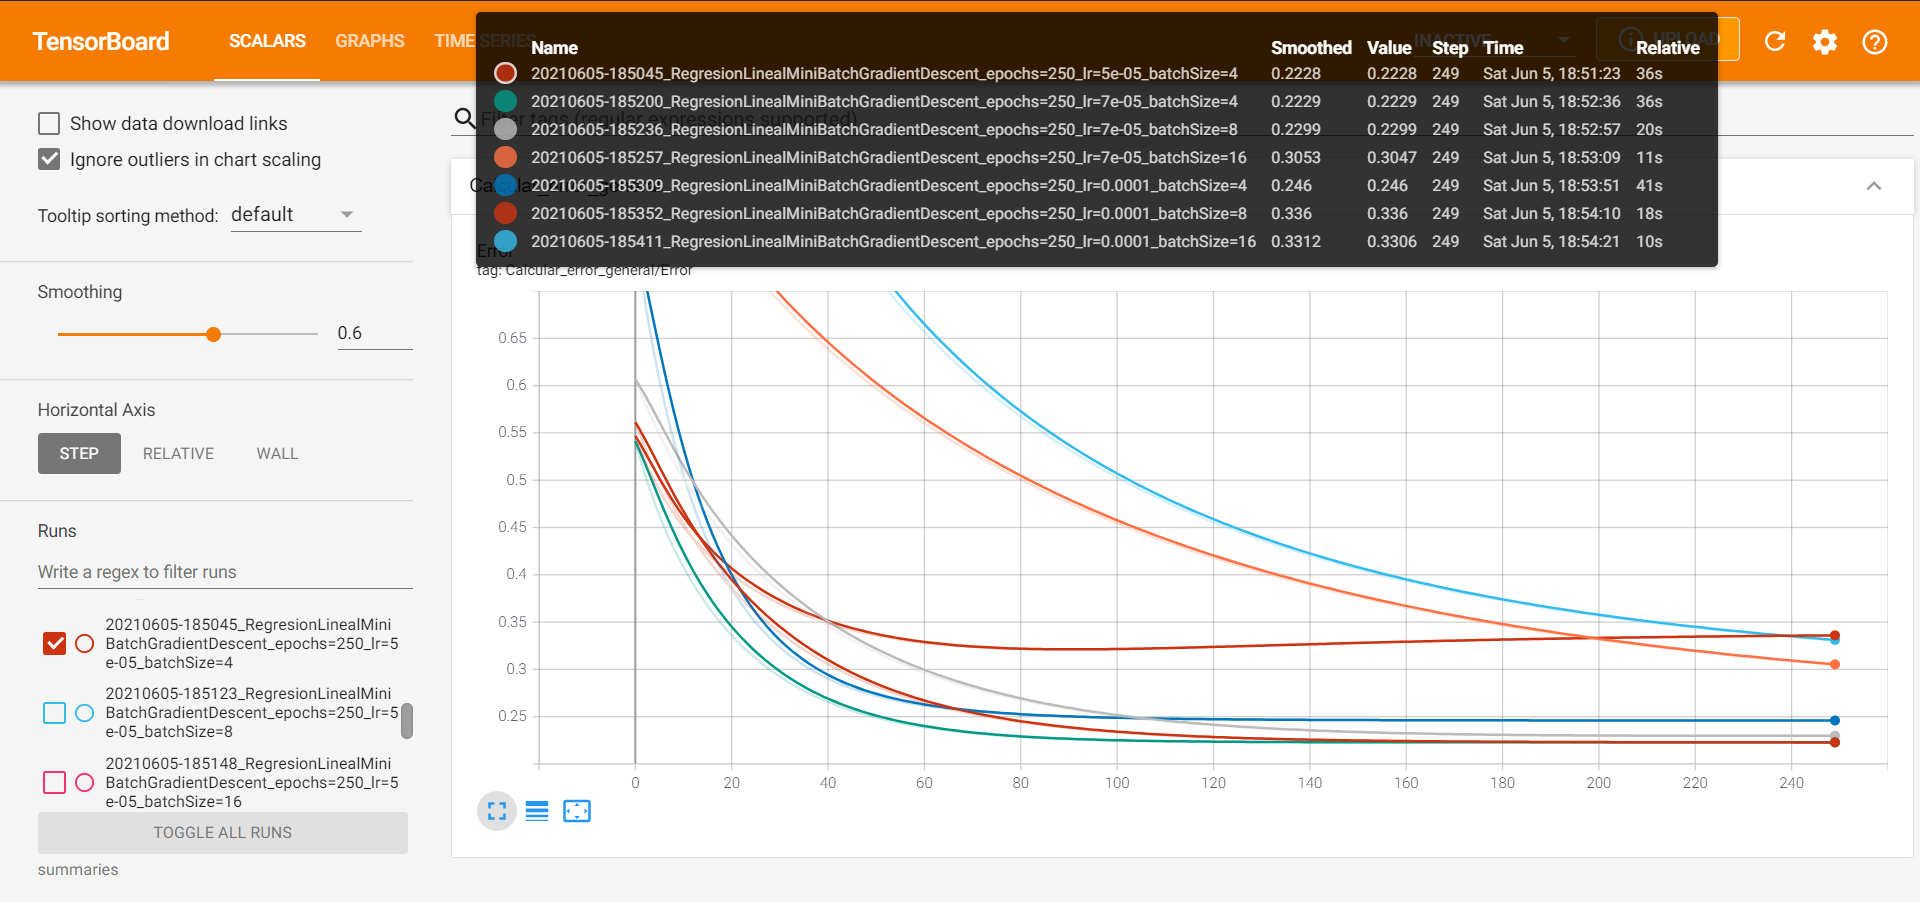 TensorBoard
SCALARS
GRAPHS
TIME SERIES
INACTIVE
UPLOAD
Name Smoothed Value Step Time Relative
20210605-185045_RegresionLinealMiniBatchGradientDescent_epochs=250_lr=5e-05_batchSize=4 0.2228 0.2228 249 Sat Jun 5, 18:51:23 36s
20210605-185200_RegresionLinealMiniBatchGradientDescent_epochs=250_lr=7e-05_batchSize=4 0.2229 0.2229 249 Sat Jun 5, 18:52:36 36s
20210605-185236_RegresionLinealMiniBatchGradientDescent_epochs=250_lr=7e-05_batchSize=8 0.2299 0.2299 249 Sat Jun 5, 18:52:57 20s
20210605-185257_RegresionLinealMiniBatchGradientDescent_epochs=250_lr=7e-05_batchSize=16 0.3053 0.3047 249 Sat Jun 5, 18:53:09 11s
20210605-185309_RegresionLinealMiniBatchGradientDescent_epochs=250_lr=0.0001_batchSize=4 0.246 0.246 249 Sat Jun 5, 18:53:51 41s
20210605-185352_RegresionLinealMiniBatchGradientDescent_epochs=250_lr=0.0001_batchSize=8 0.336 0.336 249 Sat Jun 5, 18:54:10 18s
20210605-185411_RegresionLinealMiniBatchGradientDescent_epochs=250_lr=0.0001_batchSize=16 0.3312 0.3306 249 Sat Jun 5, 18:54:21 10s
Show data download links
Ignore outliers in chart scaling
Tooltip sorting method: default
Smoothing
0.6
Horizontal Axis
STEP RELATIVE WALL
Runs
Write a regex to filter runs
20210605-185045_RegresionLinealMini
BatchGradientDescent_epochs=250_lr=5
e-05_batchSize=4
20210605-185123_RegresionLinealMini
BatchGradientDescent_epochs=250_lr=5
e-05_batchSize=8
20210605-185148_RegresionLinealMini
BatchGradientDescent_epochs=250_lr=5
e-05_batchSize=16
TOGGLE ALL RUNS
summaries
Filter tags (regular expressions supported)
Error
tag: Calcular_error_general/Error
0.65
0.6
0.55
0.5
0.45
0.4
0.35
0.3
0.25
0 20 40 60 80 100 120 140 160 180 200 220 240